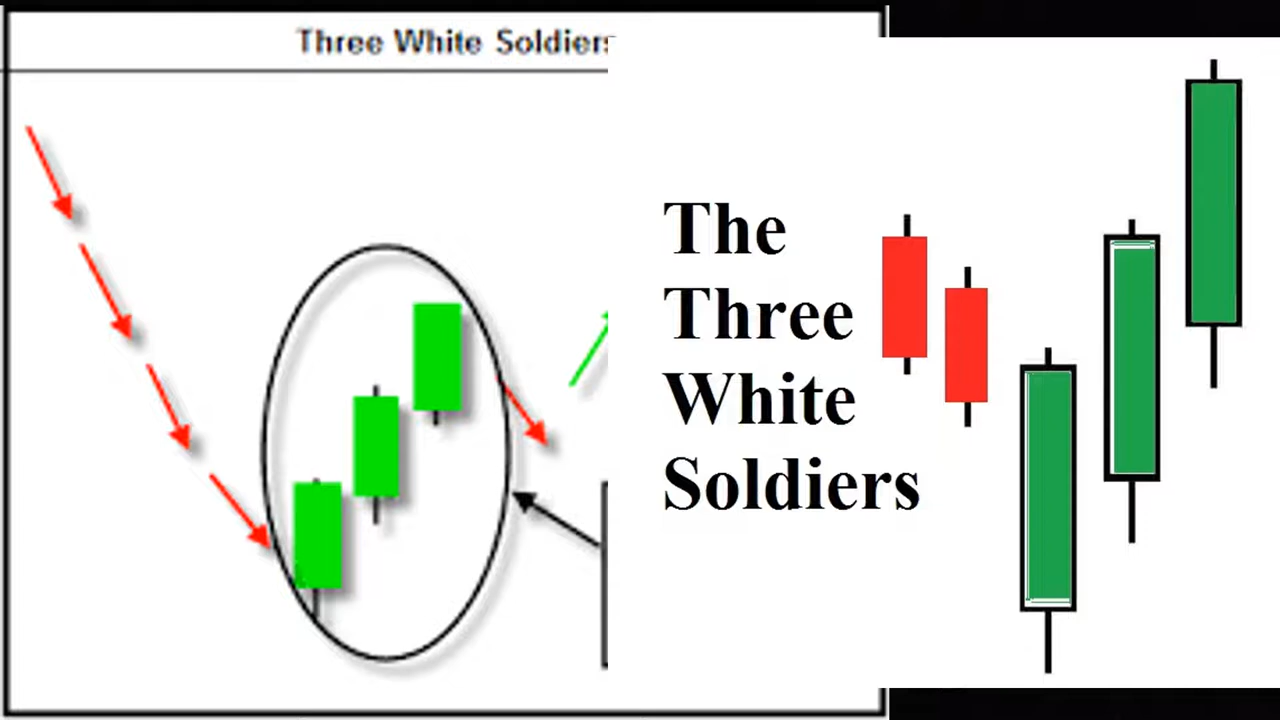 Three White Soldiers
The
Three
White
Soldiers